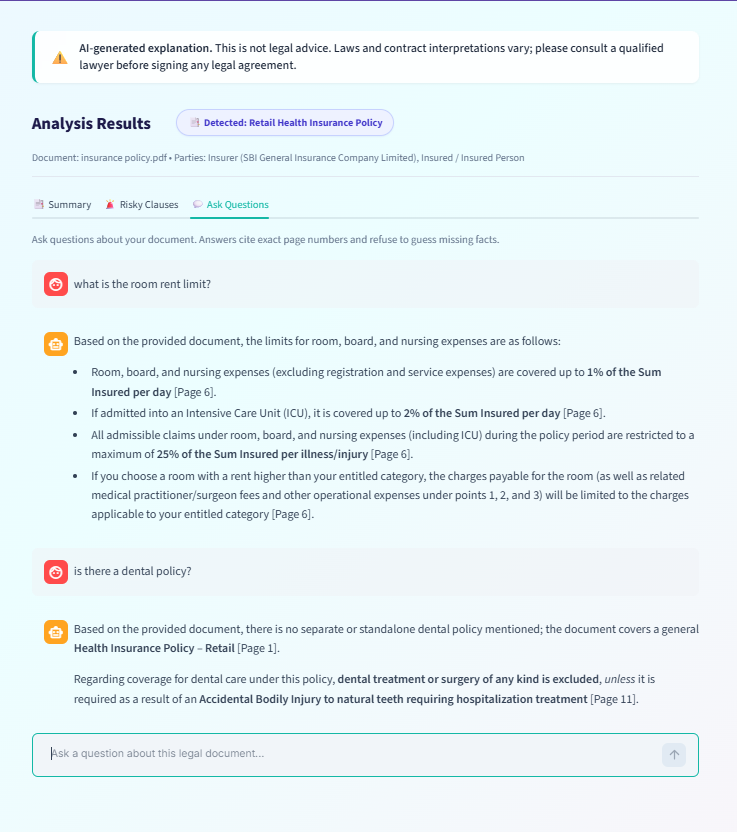 AI-generated explanation. This is not legal advice. Laws and contract interpretations vary; please consult a qualified
lawyer before signing any legal agreement.
Analysis Results
Detected: Retail Health Insurance Policy
Document: insurance policy.pdf • Parties: Insurer (SBI General Insurance Company Limited), Insured / Insured Person
Summary Risky Clauses Ask Questions
Ask questions about your document. Answers cite exact page numbers and refuse to guess missing facts.
what is the room rent limit?
Based on the provided document, the limits for room, board, and nursing expenses are as follows:
• Room, board, and nursing expenses (excluding registration and service expenses) are covered up to 1% of the Sum
Insured per day [Page 6].
• If admitted into an Intensive Care Unit (ICU), it is covered up to 2% of the Sum Insured per day [Page 6].
• All admissible claims under room, board, and nursing expenses (including ICU) during the policy period are restricted to a
maximum of 25% of the Sum Insured per illness/injury [Page 6].
• If you choose a room with a rent higher than your entitled category, the charges payable for the room (as well as related
medical practitioner/surgeon fees and other operational expenses under points 1, 2, and 3) will be limited to the charges
applicable to your entitled category [Page 6].
is there a dental policy?
Based on the provided document, there is no separate or standalone dental policy mentioned; the document covers a general
Health Insurance Policy – Retail [Page 1].
Regarding coverage for dental care under this policy, dental treatment or surgery of any kind is excluded, unless it is
required as a result of an Accidental Bodily Injury to natural teeth requiring hospitalization treatment [Page 11].
Ask a question about this legal document...